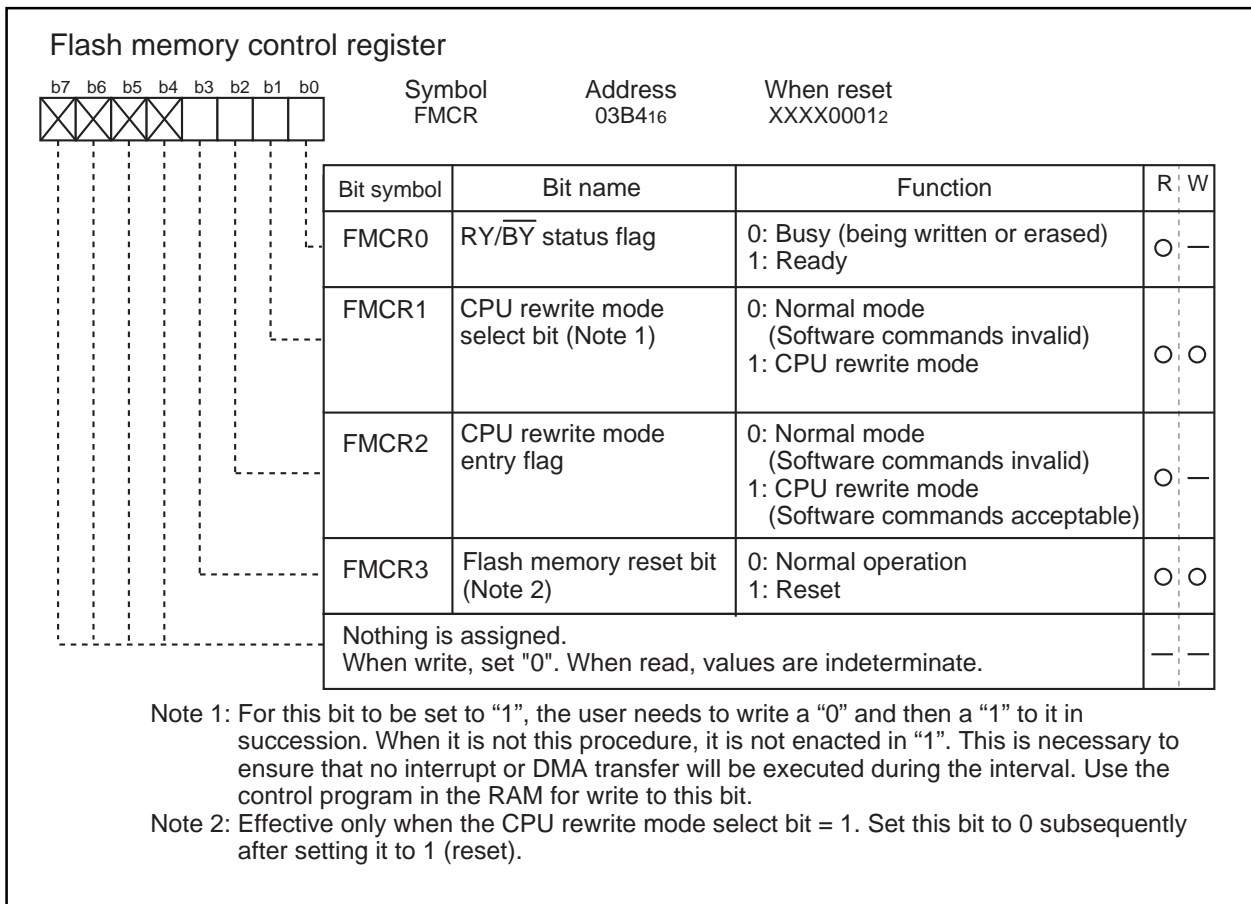 Flash memory control register
b7 b6 b5 b4 b3 b2 b1 b0
Symbol Address When reset
FMCR 03B416 XXXX00012
Bit symbol Bit name Function R W
FMCR0 RY/BY status flag 0: Busy (being written or erased)
1: Ready
FMCR1 CPU rewrite mode 0: Normal mode
select bit (Note 1) (Software commands invalid)
1: CPU rewrite mode
FMCR2 CPU rewrite mode 0: Normal mode
entry flag (Software commands invalid)
1: CPU rewrite mode
(Software commands acceptable)
FMCR3 Flash memory reset bit 0: Normal operation
(Note 2) 1: Reset
Nothing is assigned.
When write, set "0". When read, values are indeterminate.
Note 1: For this bit to be set to “1”, the user needs to write a “0” and then a “1” to it in
succession. When it is not this procedure, it is not enacted in “1”. This is necessary to
ensure that no interrupt or DMA transfer will be executed during the interval. Use the
control program in the RAM for write to this bit.
Note 2: Effective only when the CPU rewrite mode select bit = 1. Set this bit to 0 subsequently
after setting it to 1 (reset).